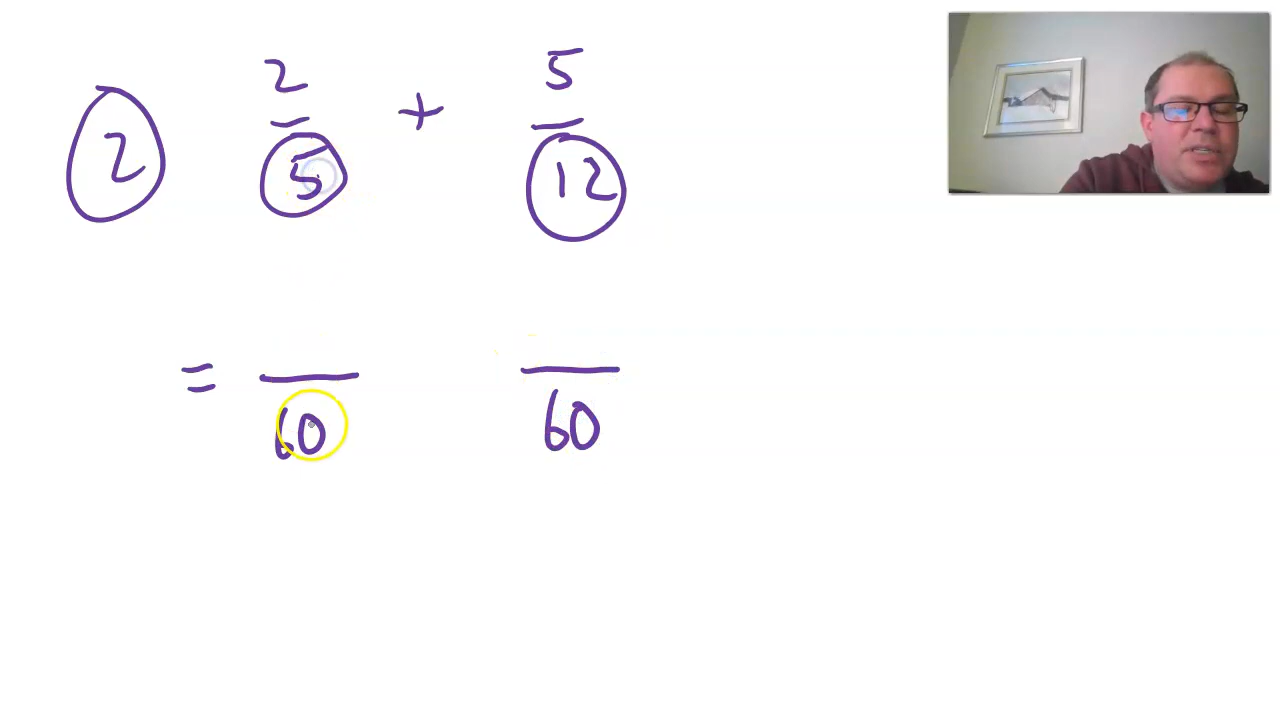 2 2/5 + 5/12
= /60 /60